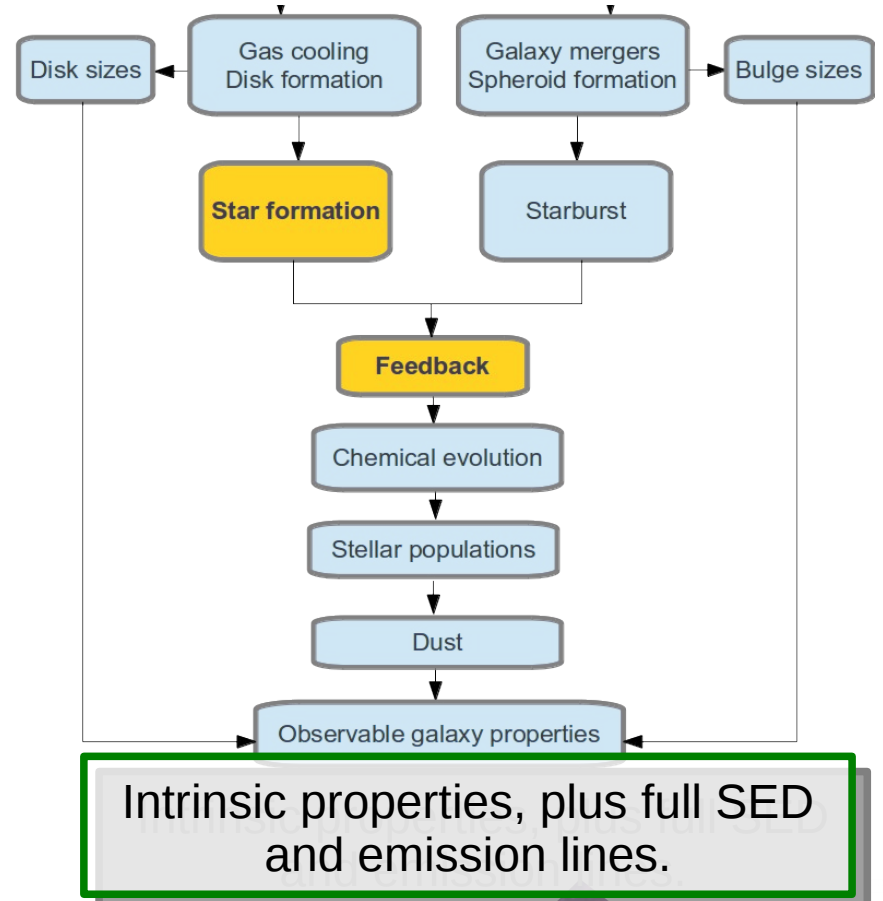 Disk sizes
Gas cooling
Disk formation
Galaxy mergers
Spheroid formation
Bulge sizes
Star formation
Starburst
Feedback
Chemical evolution
Stellar populations
Dust
Observable galaxy properties
Intrinsic properties, plus full SED
and emission lines.